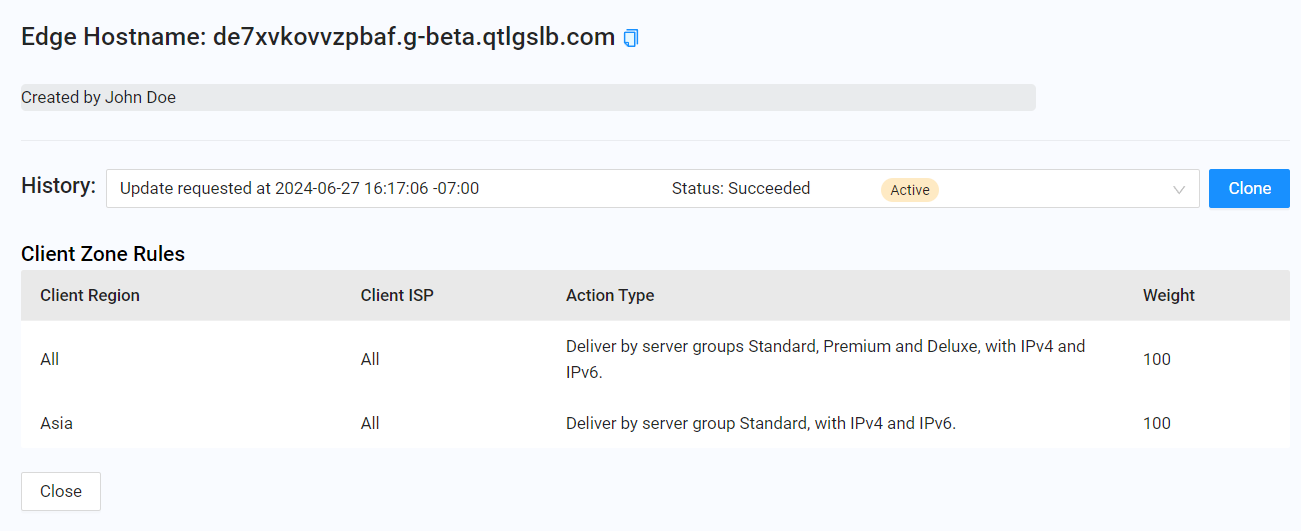 Edge Hostname: de7xvkovvzpbaf.g-beta.qtlgslb.com
Created by John Doe
History: Update requested at 2024-06-27 16:17:06 -07:00 Status: Succeeded Active Clone
Client Zone Rules
Client Region Client ISP Action Type Weight
All All Deliver by server groups Standard, Premium and Deluxe, with IPv4 and 100
IPv6.
Asia All Deliver by server group Standard, with IPv4 and IPv6. 100
Close